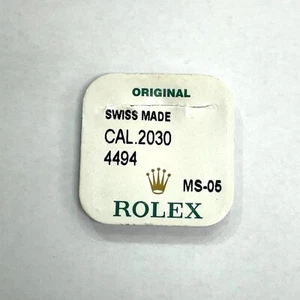 ORIGINAL
SWISS MADE
CAL.2030
4494
MS-05
ROLEX